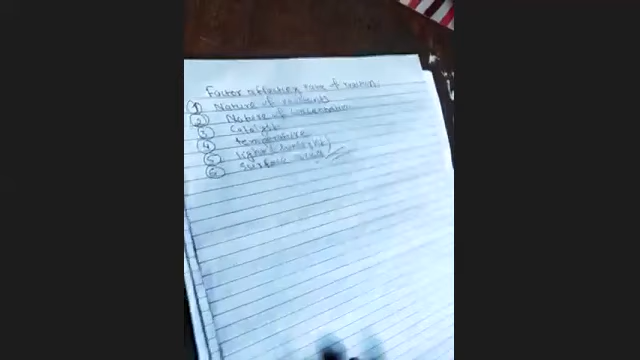 Factor affecting rate of reaction.
① Nature of reactants
② Nature of concentration
③ Catalyst
④ temperature
⑤ light (sunlight)
⑥ Surface area